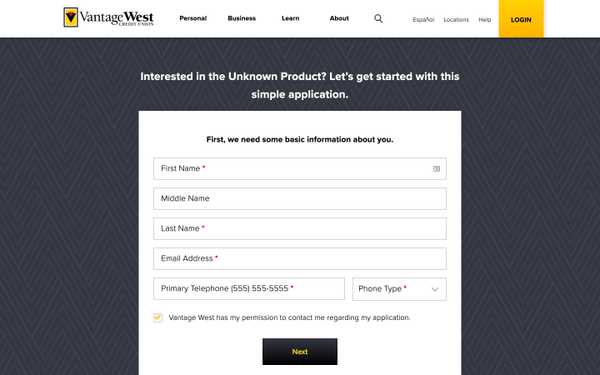 VantageWest
CREDIT UNION
Personal
Business
Learn
About
Español
Locations
Help
LOGIN
Interested in the Unknown Product? Let's get started with this
simple application.
First, we need some basic information about you.
First Name *
Middle Name
Last Name *
Email Address *
Primary Telephone (555) 555-5555 *
Phone Type *
Vantage West has my permission to contact me regarding my application.
Next